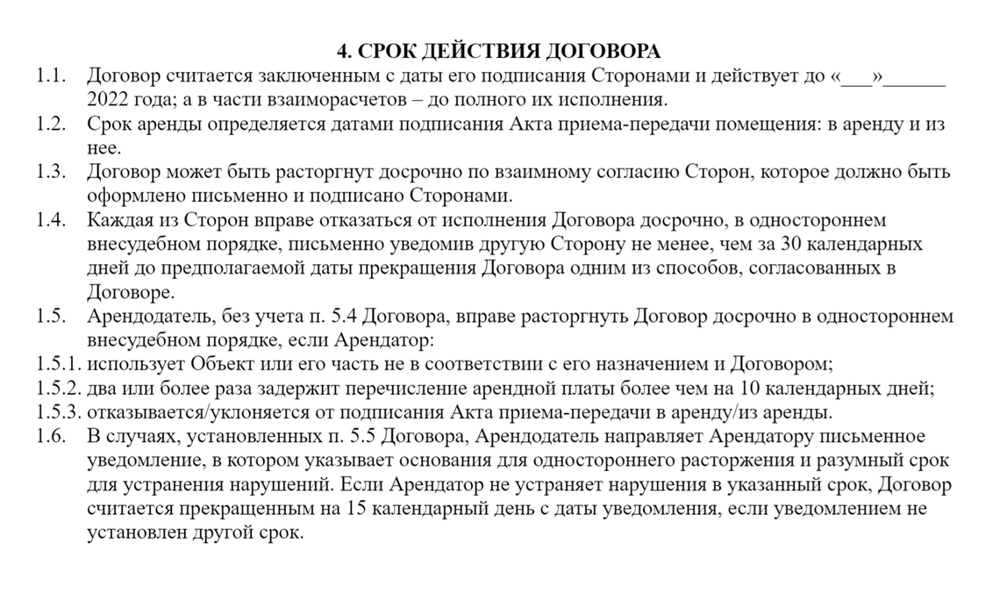 4. СРОК ДЕЙСТВИЯ ДОГОВОРА
1.1. Договор считается заключенным с даты его подписания Сторонами и действует до «___»______
2022 года; а в части взаиморасчетов – до полного их исполнения.
1.2. Срок аренды определяется датами подписания Акта приема-передачи помещения: в аренду и из
нее.
1.3. Договор может быть расторгнут досрочно по взаимному согласию Сторон, которое должно быть
оформлено письменно и подписано Сторонами.
1.4. Каждая из Сторон вправе отказаться от исполнения Договора досрочно, в одностороннем
внесудебном порядке, письменно уведомив другую Сторону не менее, чем за 30 календарных
дней до предполагаемой даты прекращения Договора одним из способов, согласованных в
Договоре.
1.5. Арендодатель, без учета п. 5.4 Договора, вправе расторгнуть Договор досрочно в одностороннем
внесудебном порядке, если Арендатор:
1.5.1. использует Объект или его часть не в соответствии с его назначением и Договором;
1.5.2. два или более раза задержит перечисление арендной платы более чем на 10 календарных дней;
1.5.3. отказывается/уклоняется от подписания Акта приема-передачи в аренду/из аренды.
1.6. В случаях, установленных п. 5.5 Договора, Арендодатель направляет Арендатору письменное
уведомление, в котором указывает основания для одностороннего расторжения и разумный срок
для устранения нарушений. Если Арендатор не устраняет нарушения в указанный срок, Договор
считается прекращенным на 15 календарный день с даты уведомления, если уведомлением не
установлен другой срок.